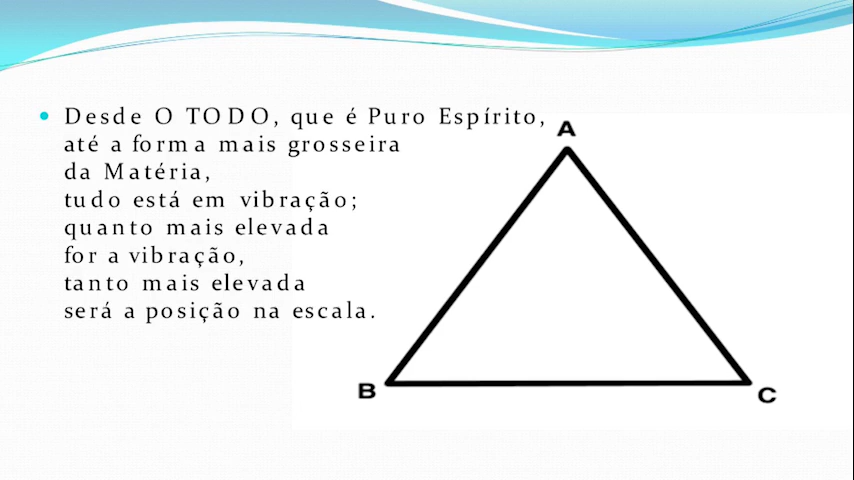 Desde O TODO, que é Puro Espírito,
até a forma mais grosseira
da Matéria,
tudo está em vibração;
quanto mais elevada
for a vibração,
tanto mais elevada
será a posição na escala.
A
B
C